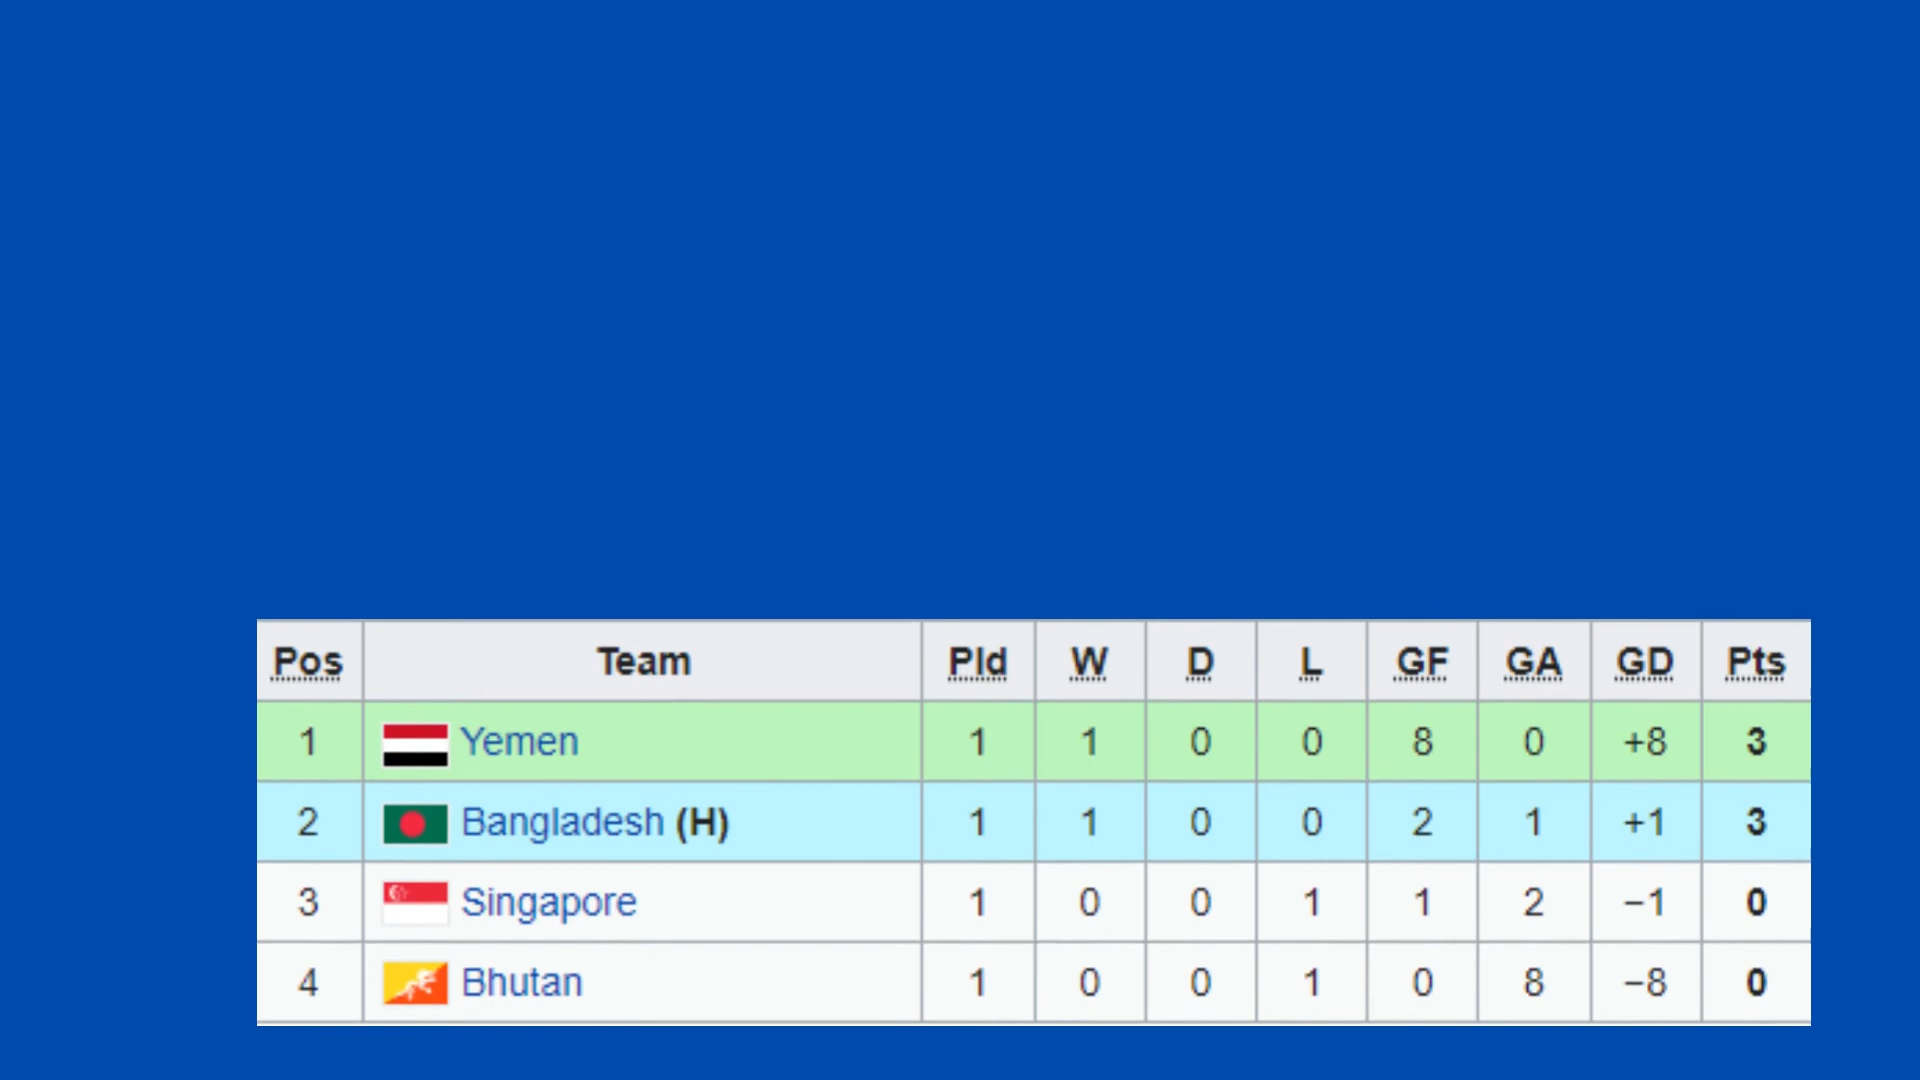 Pos Team Pld W D L GF GA GD Pts
1 Yemen 1 1 0 0 8 0 +8 3
2 Bangladesh (H) 1 1 0 0 2 1 +1 3
3 Singapore 1 0 0 1 1 2 −1 0
4 Bhutan 1 0 0 1 0 8 −8 0